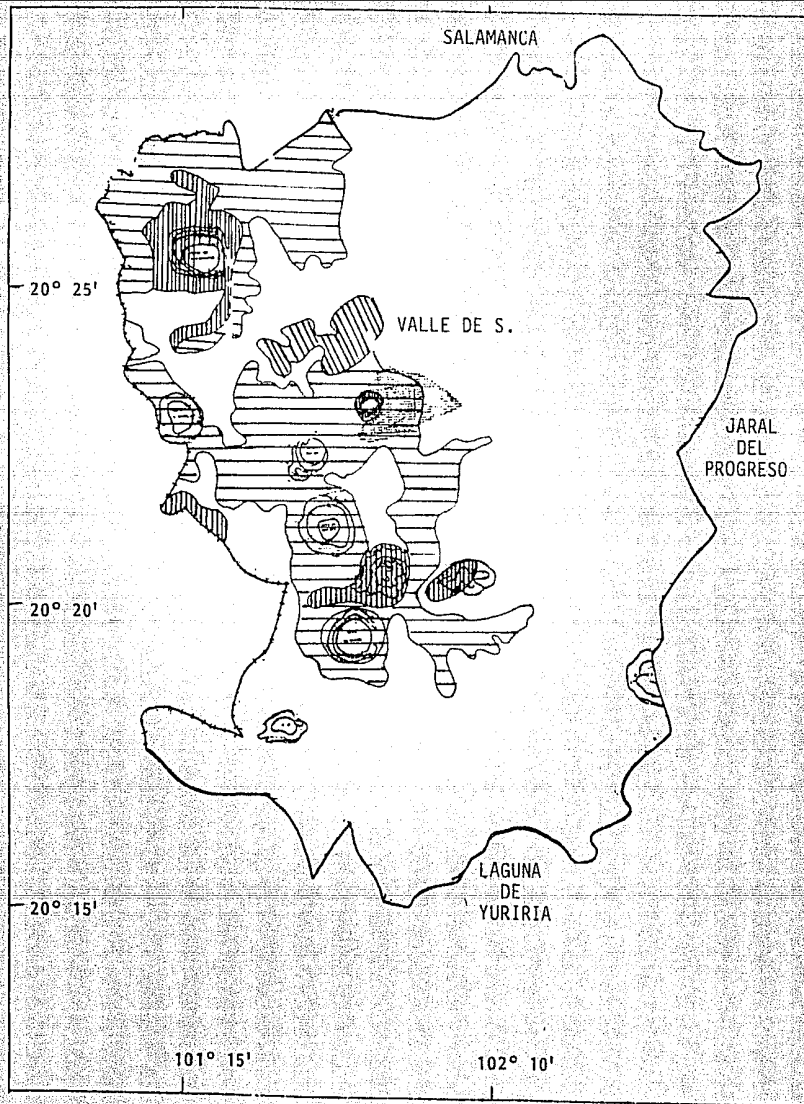 SALAMANCA
20° 25'
VALLE DE S.
JARAL
DEL
PROGRESO
20° 20'
LAGUNA
DE
YURIRIA
20° 15'
101° 15'
102° 10'